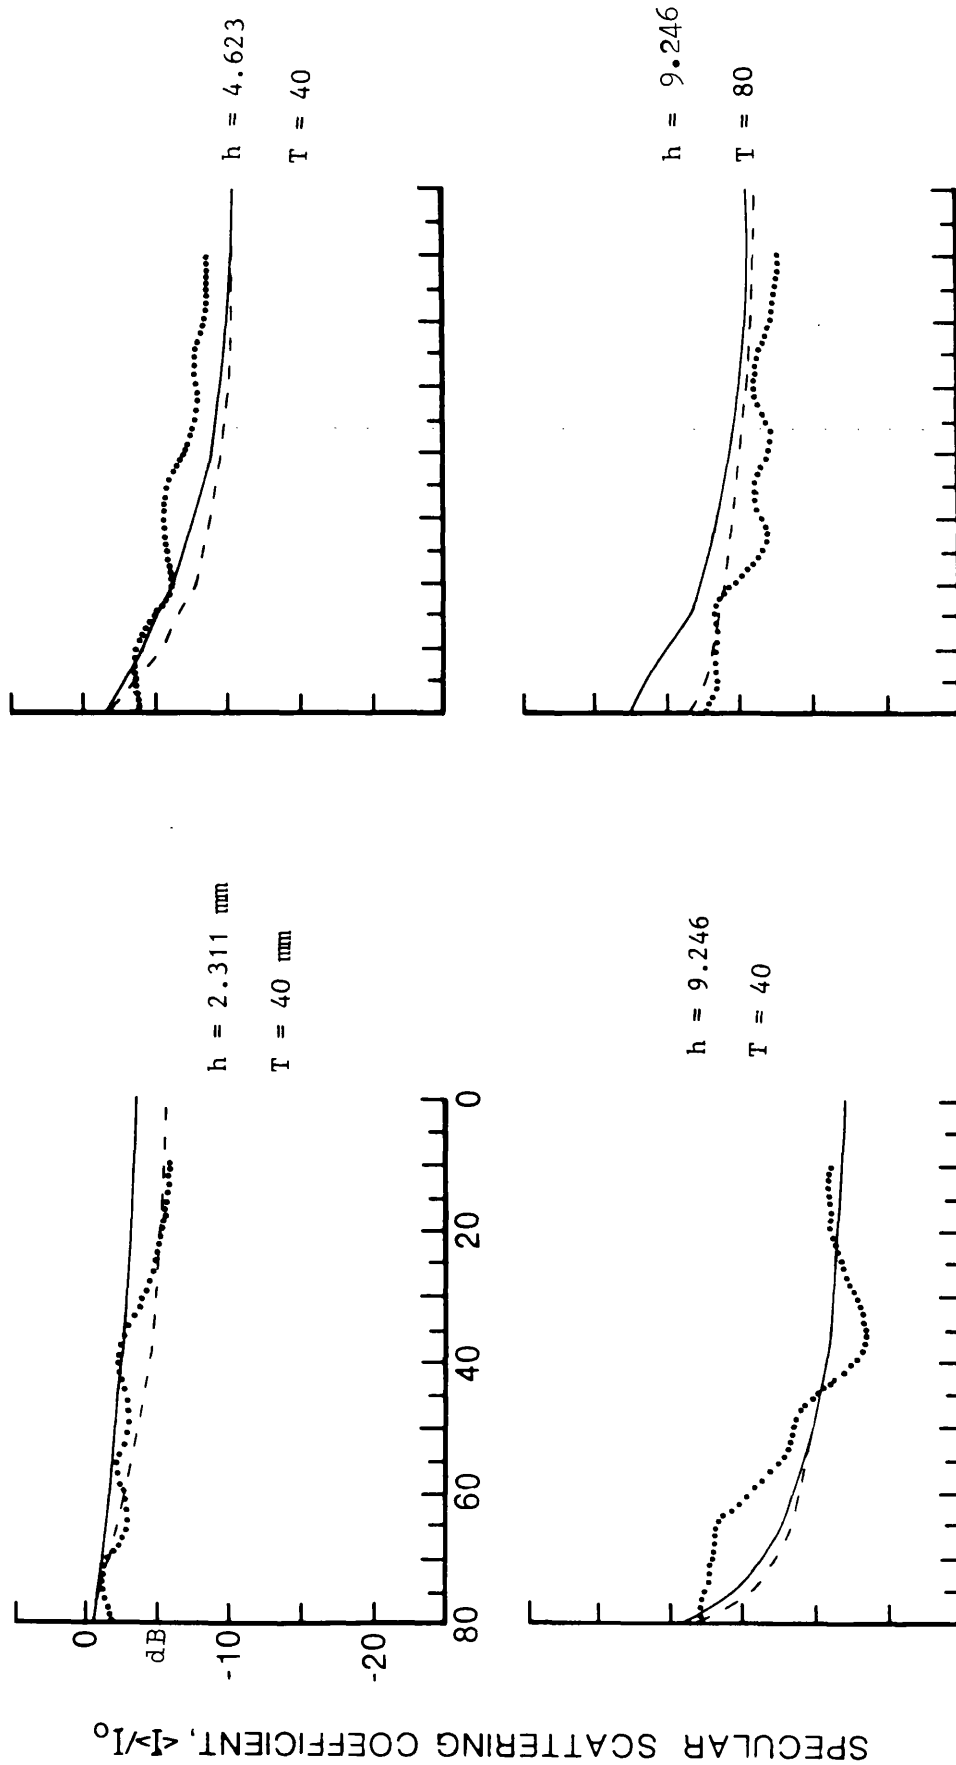 SPECULAR SCATTERING COEFFICIENT, <I>/I₀
0
dB
-10
-20
80
60
40
20
0
h = 2.311 mm
T = 40 mm
h = 4.623
T = 40
h = 9.246
T = 40
h = 9.246
T = 80